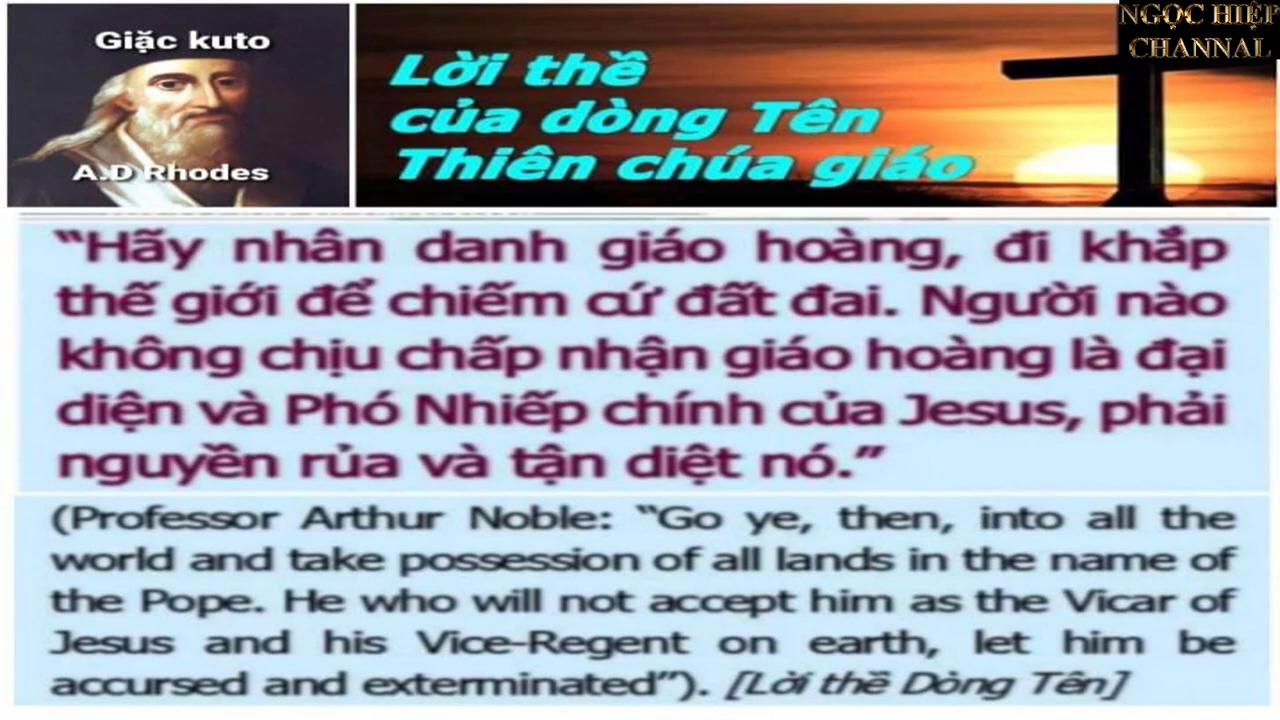 Giặc kuto
A.D Rhodes
Lời thề
của dòng Tên
Thiên chúa giáo
NGỌC HIỆP
CHANNAL
“Hãy nhân danh giáo hoàng, đi khắp
thế giới để chiếm cứ đất đai. Người nào
không chịu chấp nhận giáo hoàng là đại
diện và Phó Nhiếp chính của Jesus, phải
nguyền rủa và tận diệt nó.”
(Professor Arthur Noble: “Go ye, then, into all the
world and take possession of all lands in the name of
the Pope. He who will not accept him as the Vicar of
Jesus and his Vice-Regent on earth, let him be
accursed and exterminated”). [Lời thề Dòng Tên]